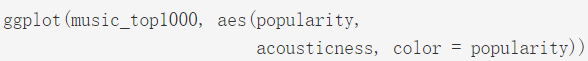 ggplot(music_top1000, aes(popularity,
acousticness, color = popularity))